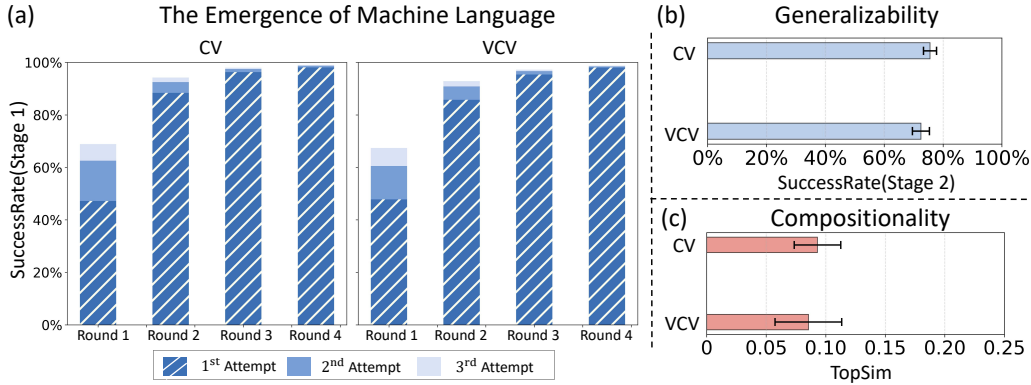 (a)
The Emergence of Machine Language
CV
VCV
SuccessRate(Stage 1)
100%
80%
60%
40%
20%
0%
Round 1 Round 2 Round 3 Round 4
Round 1 Round 2 Round 3 Round 4
1st Attempt 2nd Attempt 3rd Attempt
(b)
Generalizability
CV
VCV
0% 20% 40% 60% 80% 100%
SuccessRate(Stage 2)
(c)
Compositionality
CV
VCV
0 0.05 0.10 0.15 0.20 0.25
TopSim